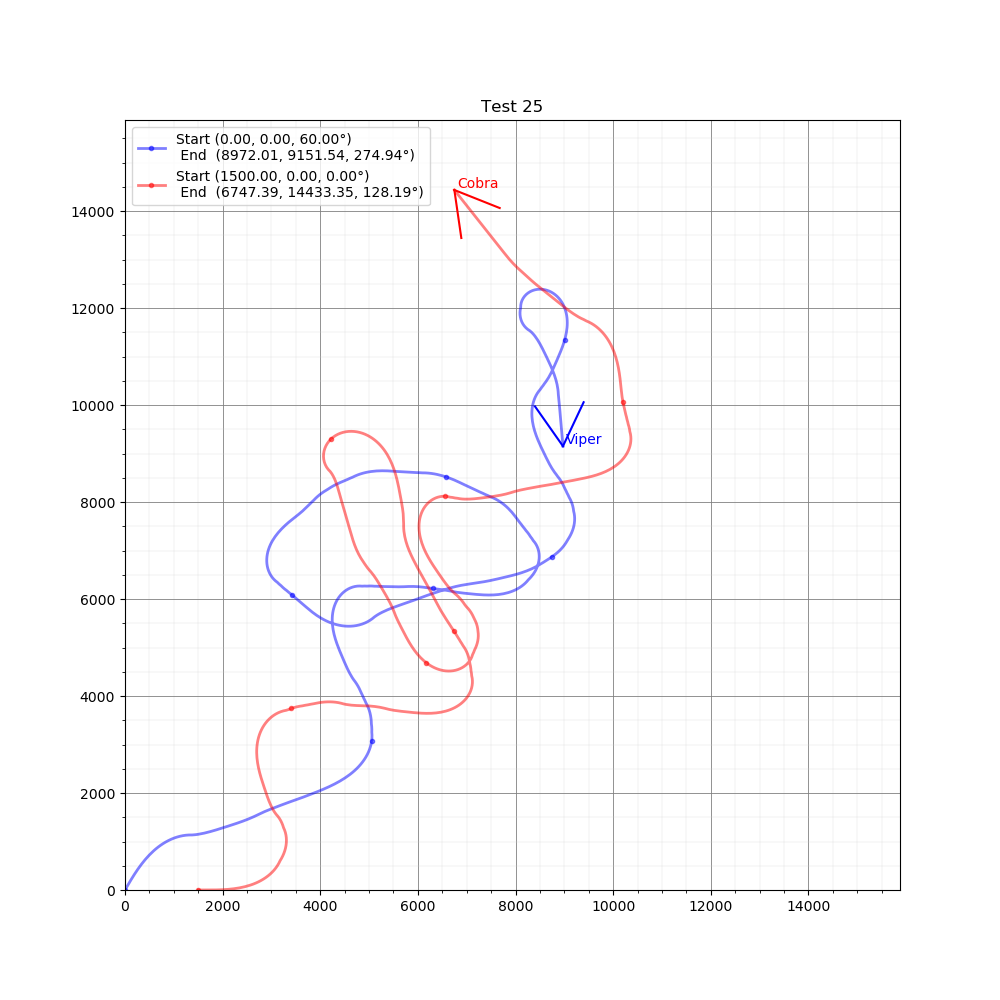 Test 25
Start (0.00, 0.00, 60.00°)
End (8972.01, 9151.54, 274.94°)
Start (1500.00, 0.00, 0.00°)
End (6747.39, 14433.35, 128.19°)
Cobra
Viper
14000
12000
10000
8000
6000
4000
2000
0
0 2000 4000 6000 8000 10000 12000 14000